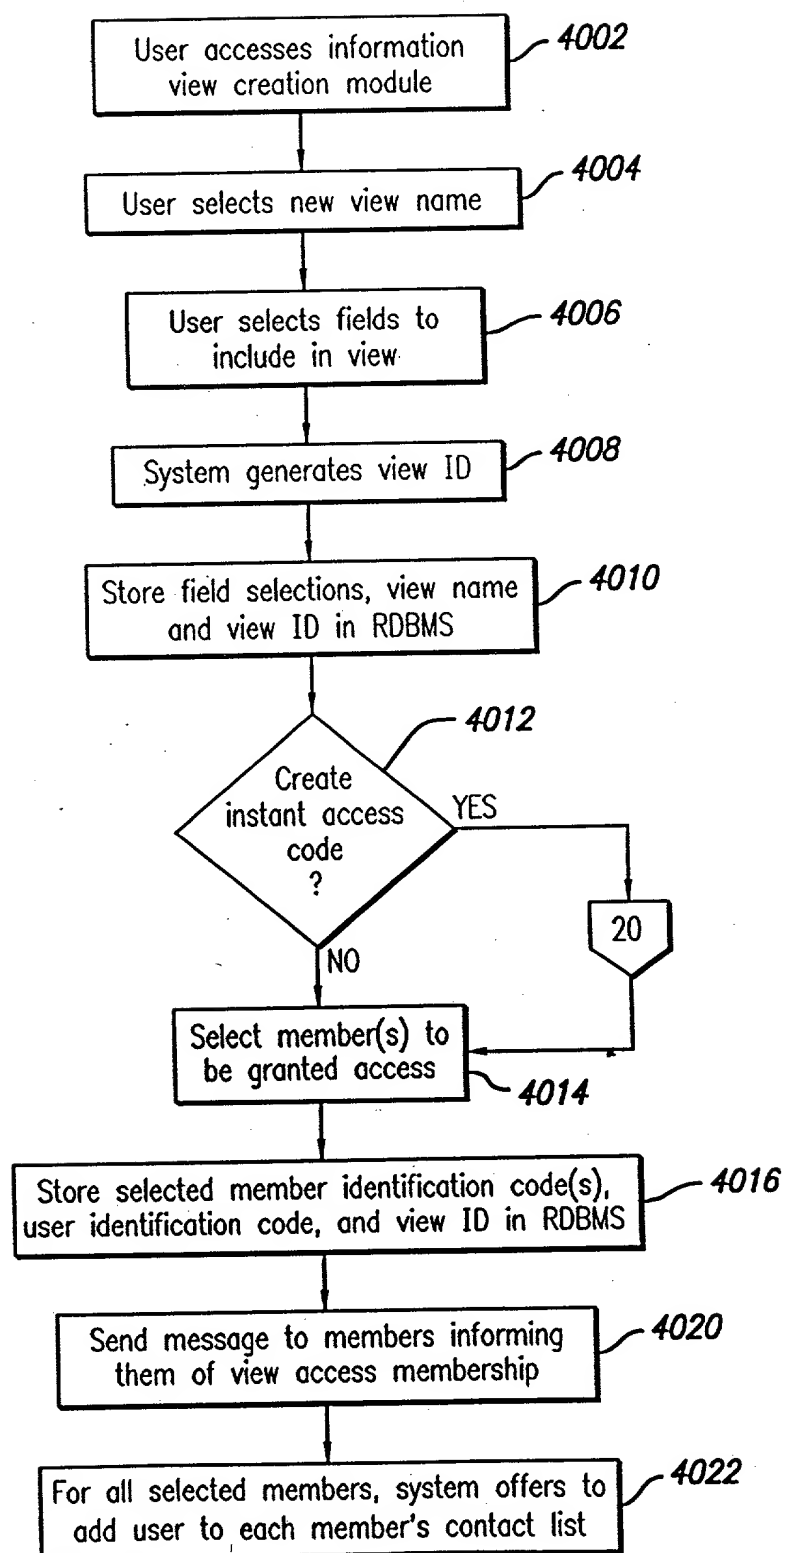 User accesses information
view creation module
4002
User selects new view name
4004
User selects fields to
include in view
4006
System generates view ID
4008
Store field selections, view name
and view ID in RDBMS
4010
4012
Create
instant access
code
?
YES
20
NO
Select member(s) to
be granted access
4014
Store selected member identification code(s),
user identification code, and view ID in RDBMS
4016
Send message to members informing
them of view access membership
4020
For all selected members, system offers to
add user to each member's contact list
4022